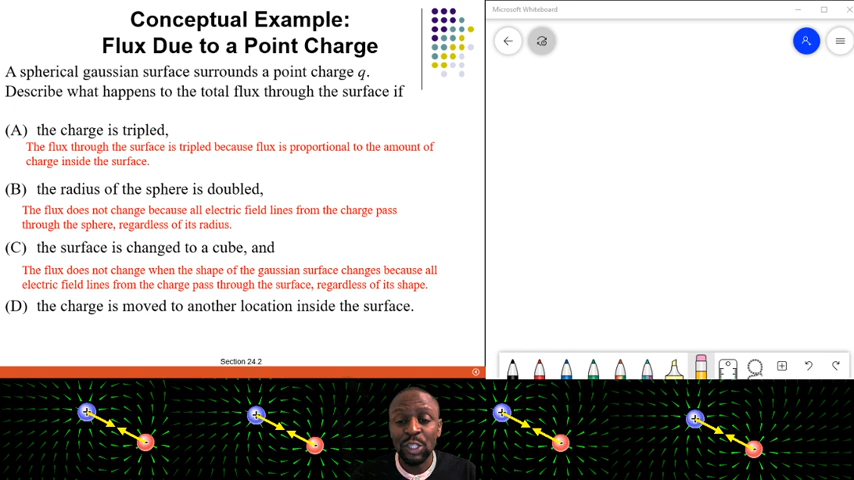 Conceptual Example:
Flux Due to a Point Charge
A spherical gaussian surface surrounds a point charge q.
Describe what happens to the total flux through the surface if
(A) the charge is tripled,
The flux through the surface is tripled because flux is proportional to the amount of
charge inside the surface.
(B) the radius of the sphere is doubled,
The flux does not change because all electric field lines from the charge pass
through the sphere, regardless of its radius.
(C) the surface is changed to a cube, and
The flux does not change when the shape of the gaussian surface changes because all
electric field lines from the charge pass through the surface, regardless of its shape.
(D) the charge is moved to another location inside the surface.
Section 24.2
Microsoft Whiteboard